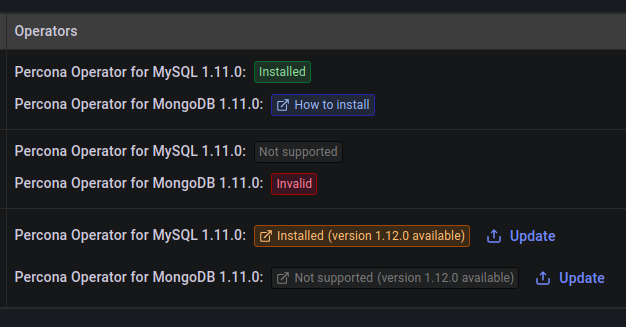 Operators
Percona Operator for MySQL 1.11.0: Installed
Percona Operator for MongoDB 1.11.0: How to install
Percona Operator for MySQL 1.11.0: Not supported
Percona Operator for MongoDB 1.11.0: Invalid
Percona Operator for MySQL 1.11.0: Installed (version 1.12.0 available) Update
Percona Operator for MongoDB 1.11.0: Not supported (version 1.12.0 available) Update